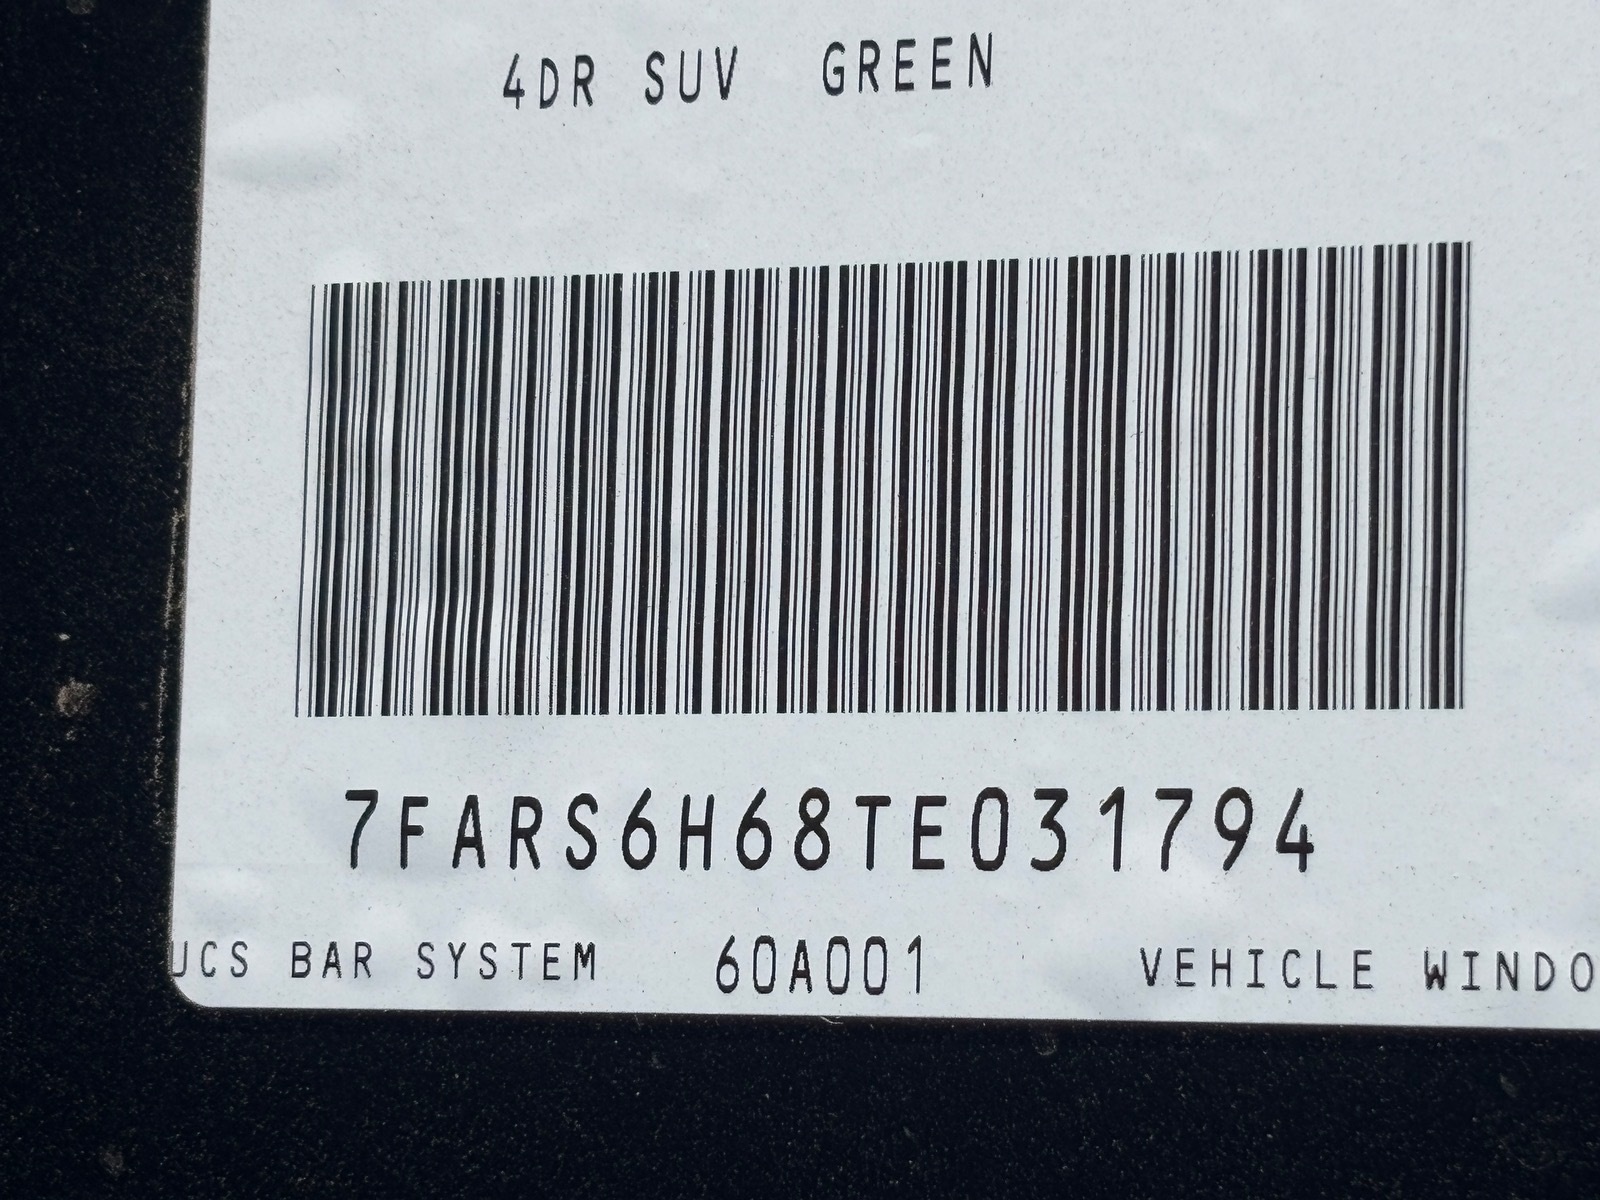 4DR SUV GREEN
7FARS6H68TE031794
UCS BAR SYSTEM 60A001 VEHICLE WINDO